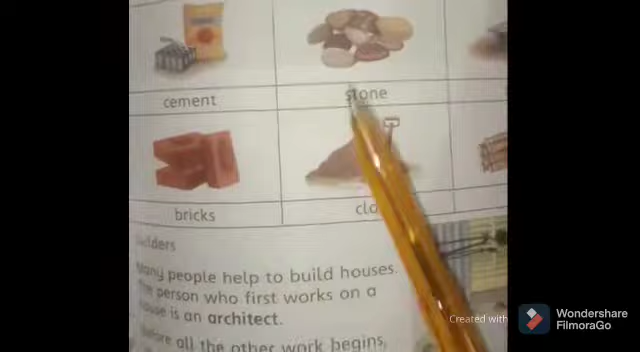 cement
stone
bricks
Many people help to build houses.
The person who first works on a
house is an architect.
Before all the other work begins,
Created with
Wondershare
FilmoraGo